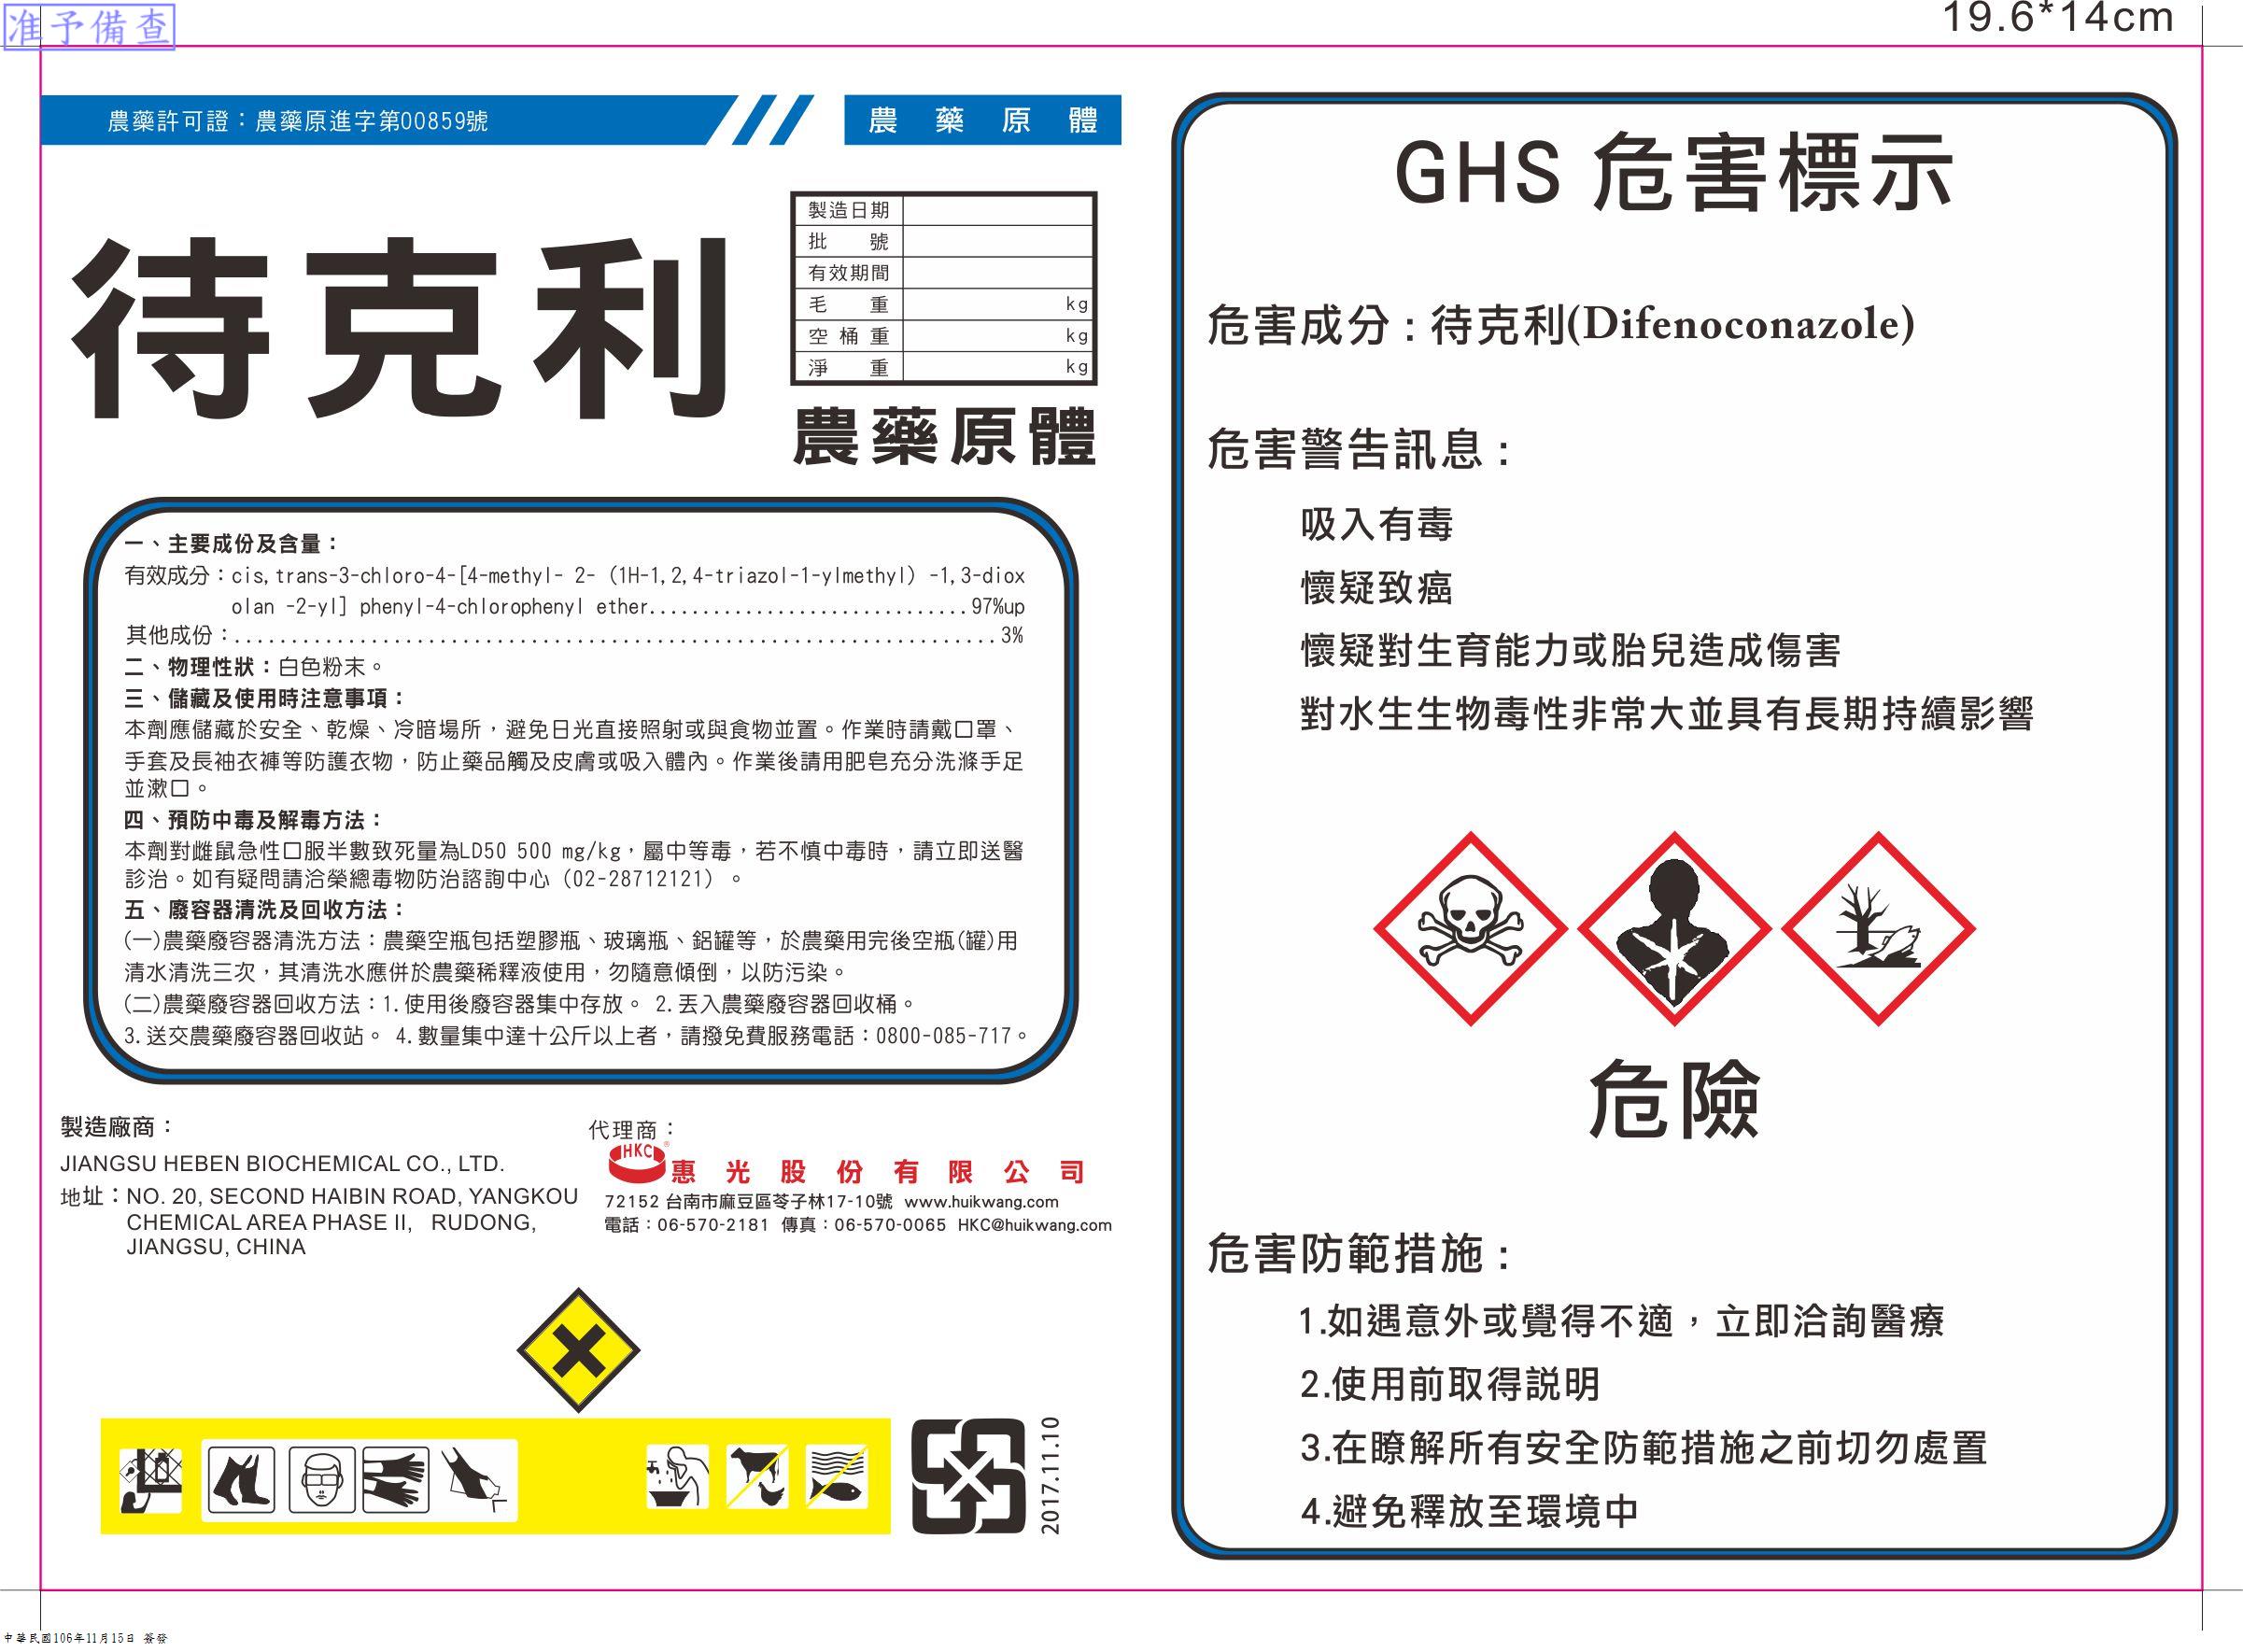 准予備查
19.6*14cm
農藥許可證：農藥原進字第00859號
農藥原體
待克利
製造日期
批號
有效期間
毛重 kg
空桶重 kg
淨重 kg
農藥原體
一、主要成份及含量：
有效成分：cis,trans-3-chloro-4-[4-methyl- 2- (1H-1,2,4-triazol-1-ylmethyl) -1,3-diox
olan -2-yl] phenyl-4-chlorophenyl ether..............................97%up
其他成份：....................................................................3%
二、物理性狀：白色粉末。
三、儲藏及使用時注意事項：
本劑應儲藏於安全、乾燥、冷暗場所，避免日光直接照射或與食物並置。作業時請戴口罩、
手套及長袖衣褲等防護衣物，防止藥品觸及皮膚或吸入體內。作業後請用肥皂充分洗滌手足
並漱口。
四、預防中毒及解毒方法：
本劑對雌鼠急性口服半數致死量為LD50 500 mg/kg，屬中等毒，若不慎中毒時，請立即送醫
診治。如有疑問請洽榮總毒物防治諮詢中心（02-28712121）。
五、廢容器清洗及回收方法：
(一)農藥廢容器清洗方法：農藥空瓶包括塑膠瓶、玻璃瓶、鋁罐等，於農藥用完後空瓶(罐)用
清水清洗三次，其清洗水應併於農藥稀釋液使用，勿隨意傾倒，以防污染。
(二)農藥廢容器回收方法：1.使用後廢容器集中存放。 2.丟入農藥廢容器回收桶。
3.送交農藥廢容器回收站。 4.數量集中達十公斤以上者，請撥免費服務電話：0800-085-717。
製造廠商：
JIANGSU HEBEN BIOCHEMICAL CO., LTD.
地址：NO. 20, SECOND HAIBIN ROAD, YANGKOU
CHEMICAL AREA PHASE II, RUDONG,
JIANGSU, CHINA
代理商：
HKC®
惠光股份有限公司
72152 台南市麻豆區苓子林17-10號 www.huikwang.com
電話：06-570-2181 傳真：06-570-0065 HKC@huikwang.com
2017.11.10
GHS 危害標示
危害成分：待克利(Difenoconazole)
危害警告訊息：
吸入有毒
懷疑致癌
懷疑對生育能力或胎兒造成傷害
對水生生物毒性非常大並具有長期持續影響
危險
危害防範措施：
1.如遇意外或覺得不適，立即洽詢醫療
2.使用前取得説明
3.在瞭解所有安全防範措施之前切勿處置
4.避免釋放至環境中
中華民國106年11月15日 簽發